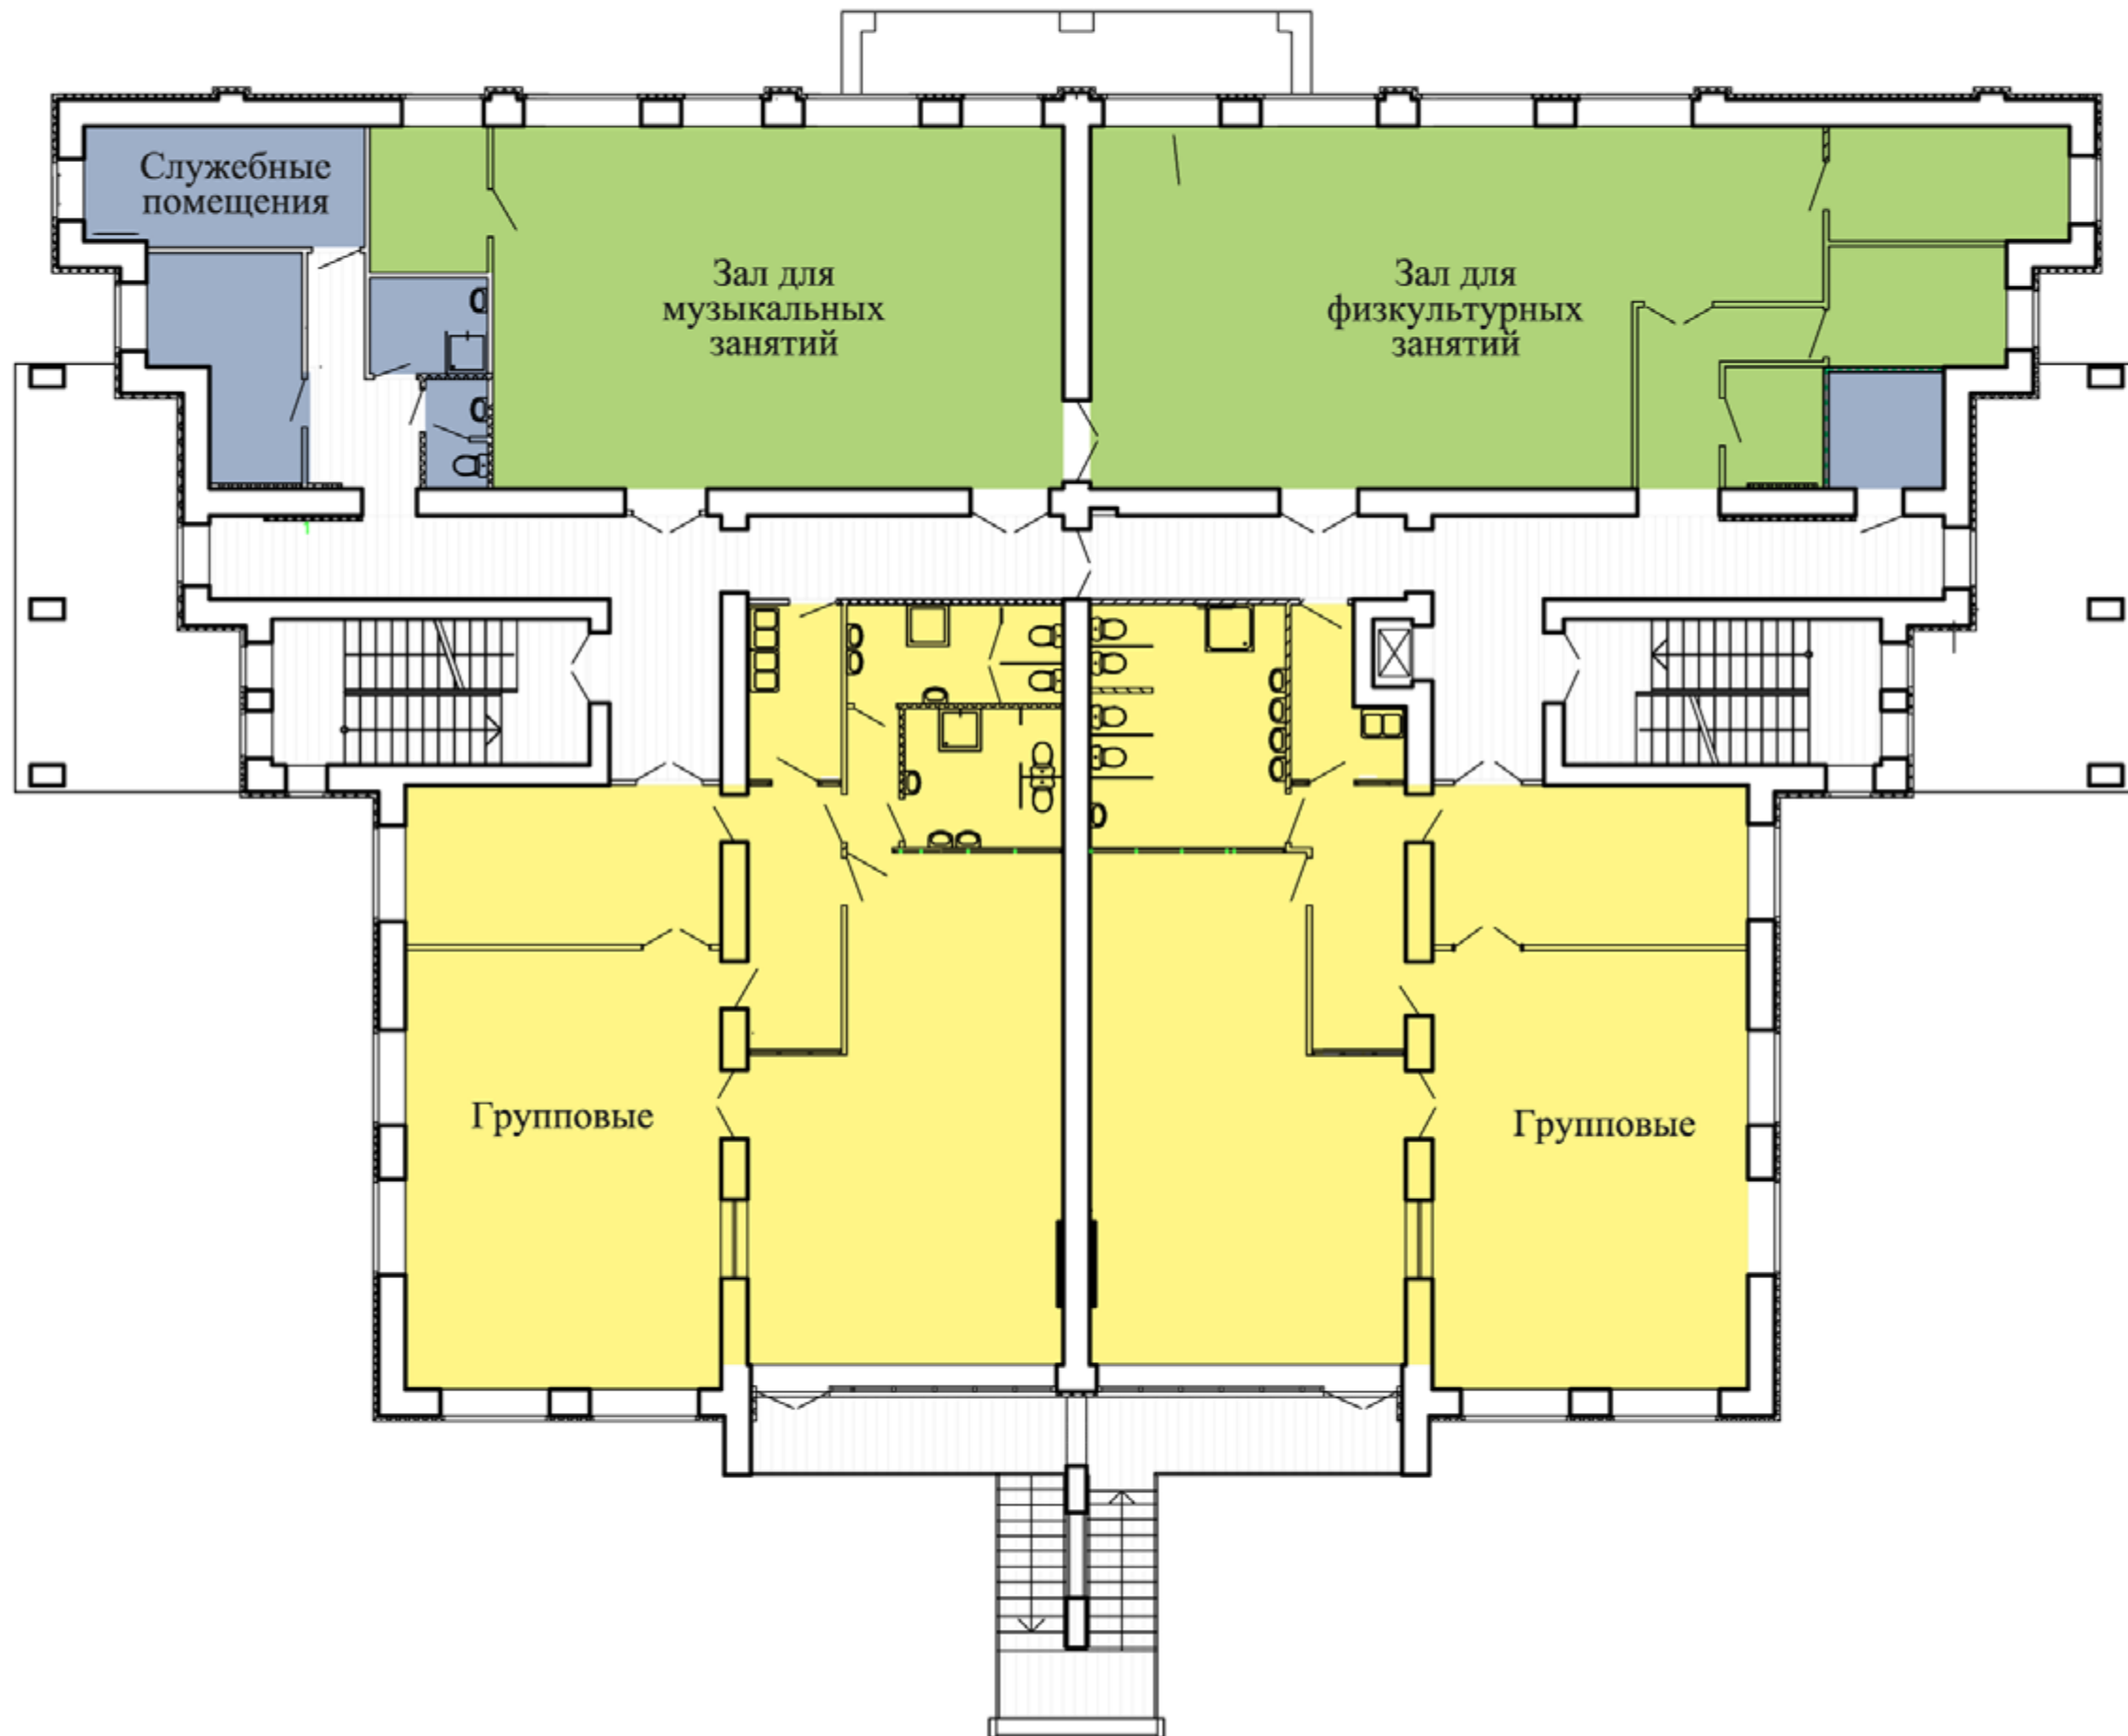 Служебные
помещения
Зал для
музыкальных
занятий
Зал для
физкультурных
занятий
Групповые
Групповые